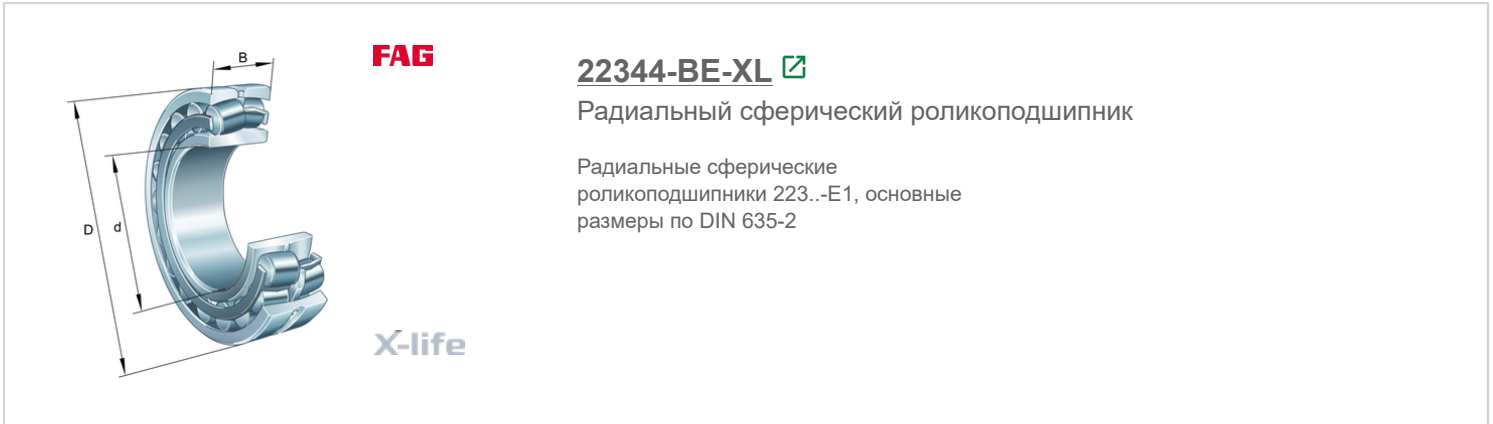 B
FAG
22344-BE-XL
Радиальный сферический роликоподшипник
Радиальные сферические
роликоподшипники 223..-E1, основные
размеры по DIN 635-2
D
d
X-life